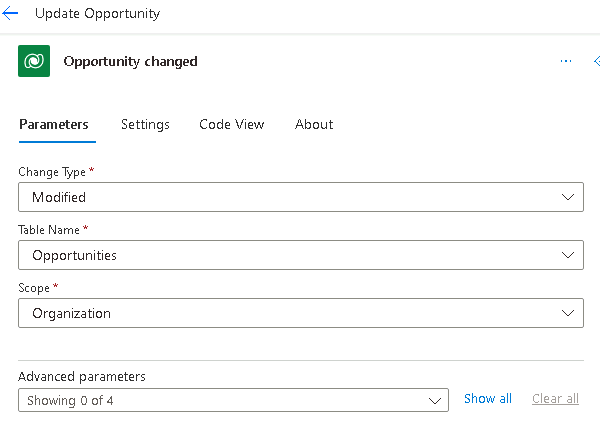 Update Opportunity
Opportunity changed
Parameters Settings Code View About
Change Type *
Modified
Table Name *
Opportunities
Scope *
Organization
Advanced parameters
Showing 0 of 4 Show all Clear all